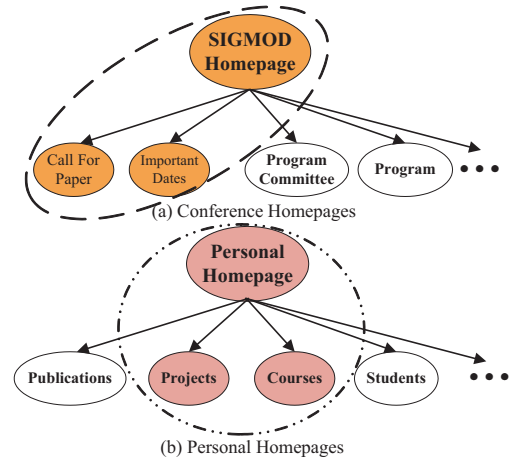 SIGMOD
Homepage
Call For
Paper
Important
Dates
Program
Committee
Program
(a) Conference Homepages
Personal
Homepage
Publications
Projects
Courses
Students
(b) Personal Homepages